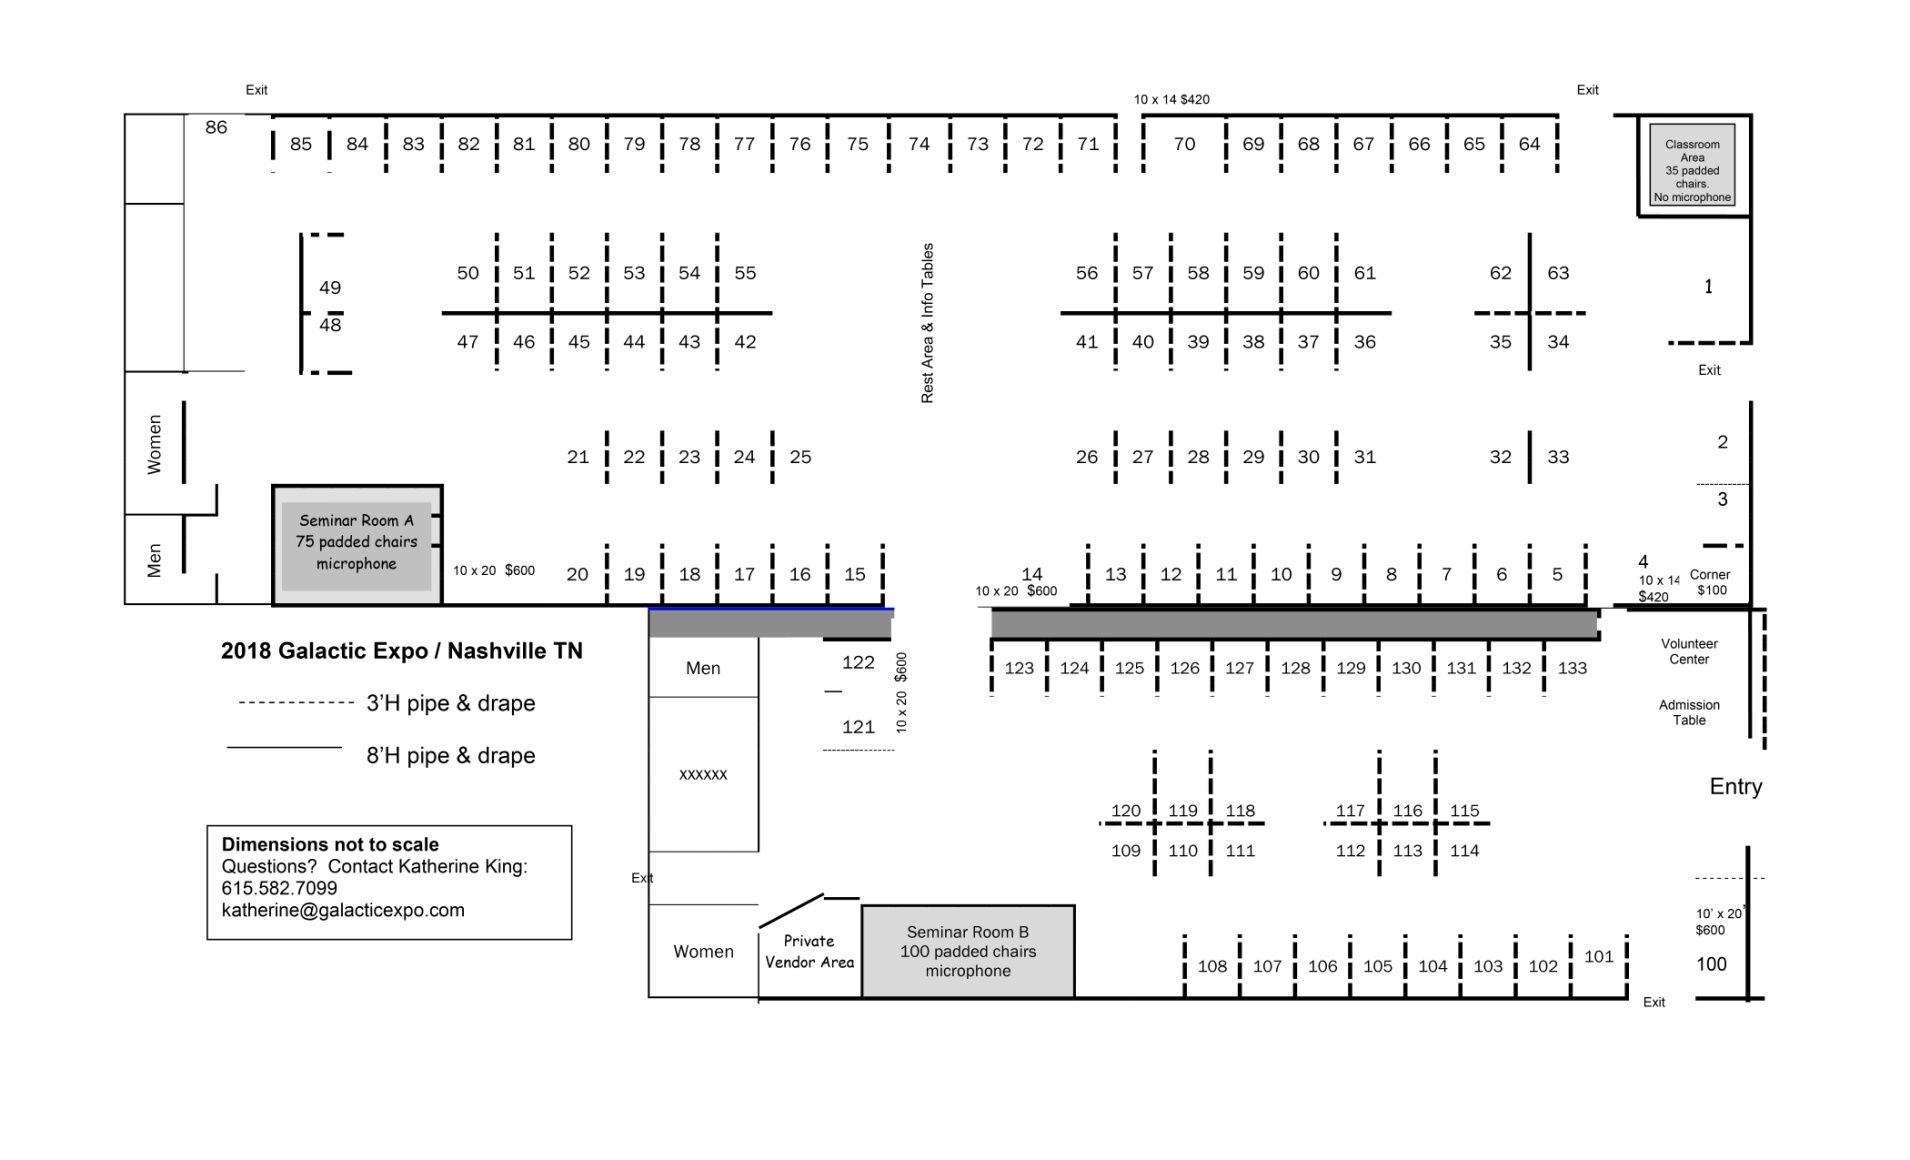 Exit
Exit
10 x 14 $420
86
85 84 83 82 81 80 79 78 77 76 75 74 73 72 71 70 69 68 67 66 65 64
Classroom
Area
35 padded
chairs.
No microphone
50 51 52 53 54 55
56 57 58 59 60 61
62 63
1
49
48
47 46 45 44 43 42
41 40 39 38 37 36
35 34
Rest Area & Info Tables
Exit
Women
21 22 23 24 25
26 27 28 29 30 31
32 33
2
3
Men
Seminar Room A
75 padded chairs
microphone
10 x 20 $600
20 19 18 17 16 15
14
10 x 20 $600
13 12 11 10 9 8 7 6 5
4
10 x 14
$420
Corner
$100
2018 Galactic Expo / Nashville TN
3’H pipe & drape
8’H pipe & drape
Men
122
121
10 x 20 $600
123 124 125 126 127 128 129 130 131 132 133
Volunteer
Center
Admission
Table
xxxxxx
Entry
120 119 118
117 116 115
109 110 111
112 113 114
Dimensions not to scale
Questions? Contact Katherine King:
615.582.7099
katherine@galacticexpo.com
Exit
Women
Private
Vendor Area
Seminar Room B
100 padded chairs
microphone
108 107 106 105 104 103 102 101
10’ x 20’
$600
100
Exit